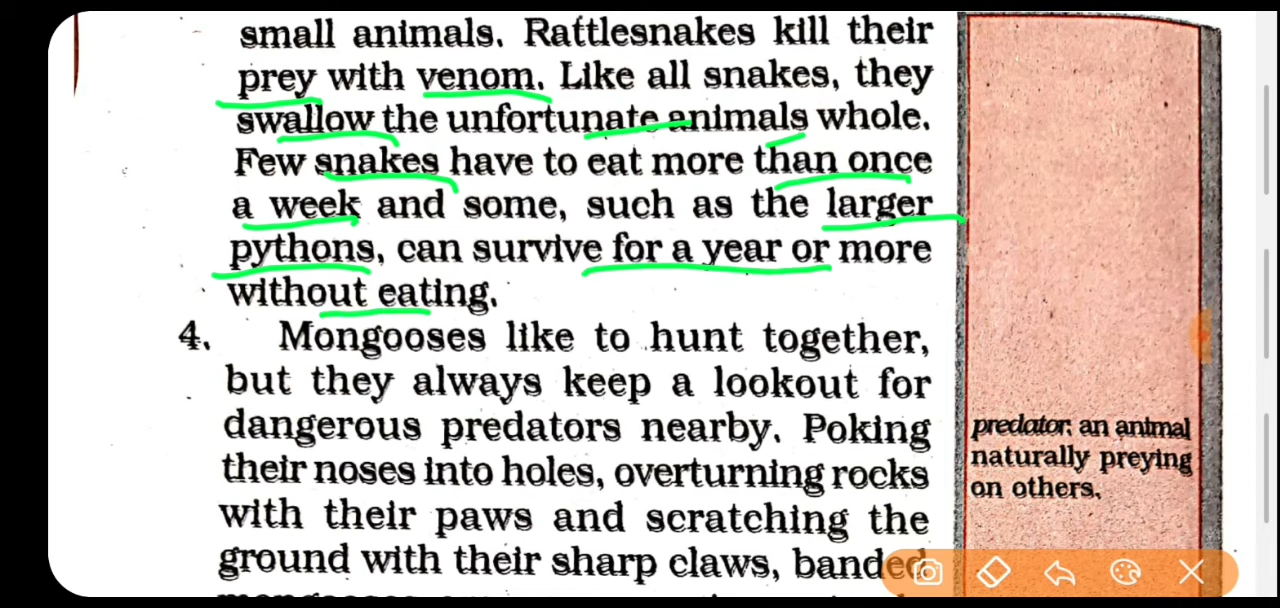 small animals. Rattlesnakes kill their
prey with venom. Like all snakes, they
swallow the unfortunate animals whole.
Few snakes have to eat more than once
a week and some, such as the larger
pythons, can survive for a year or more
without eating.
4. Mongooses like to hunt together,
but they always keep a lookout for
dangerous predators nearby. Poking
their noses into holes, overturning rocks
with their paws and scratching the
ground with their sharp claws, banded
predator: an animal
naturally preying
on others.